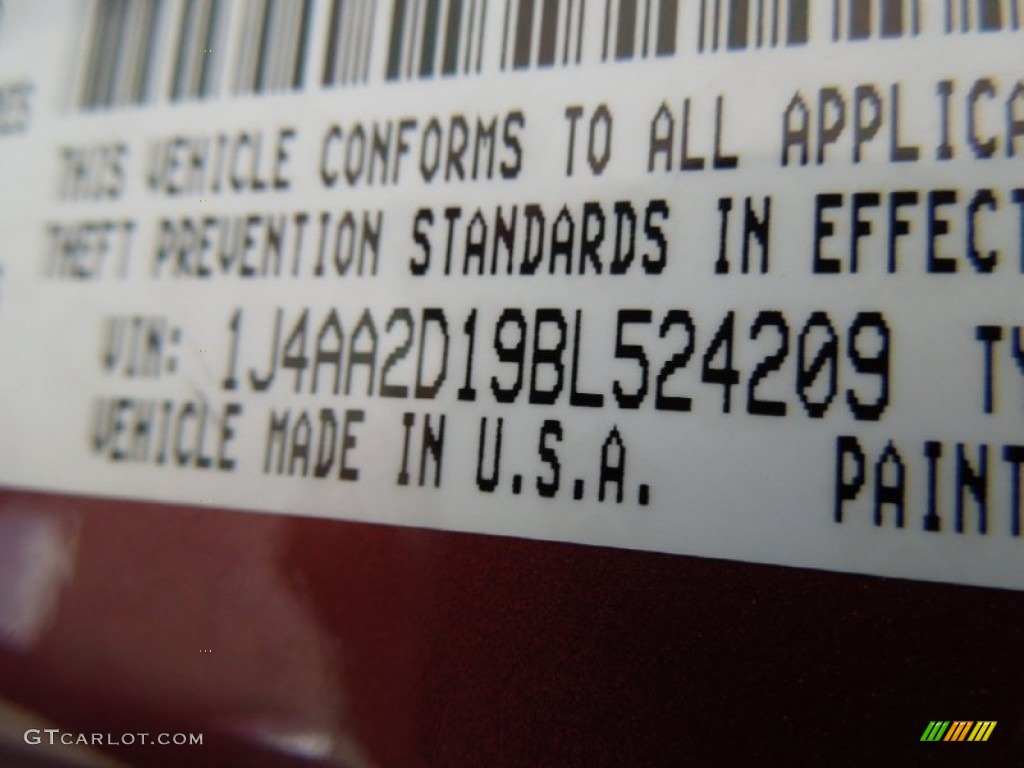 THIS VEHICLE CONFORMS TO ALL APPLICA
THEFT PREVENTION STANDARDS IN EFFECT
VIN: 1J4AA2D19BL524209 TY
VEHICLE MADE IN U.S.A. PAINT
GTCARLOT.COM